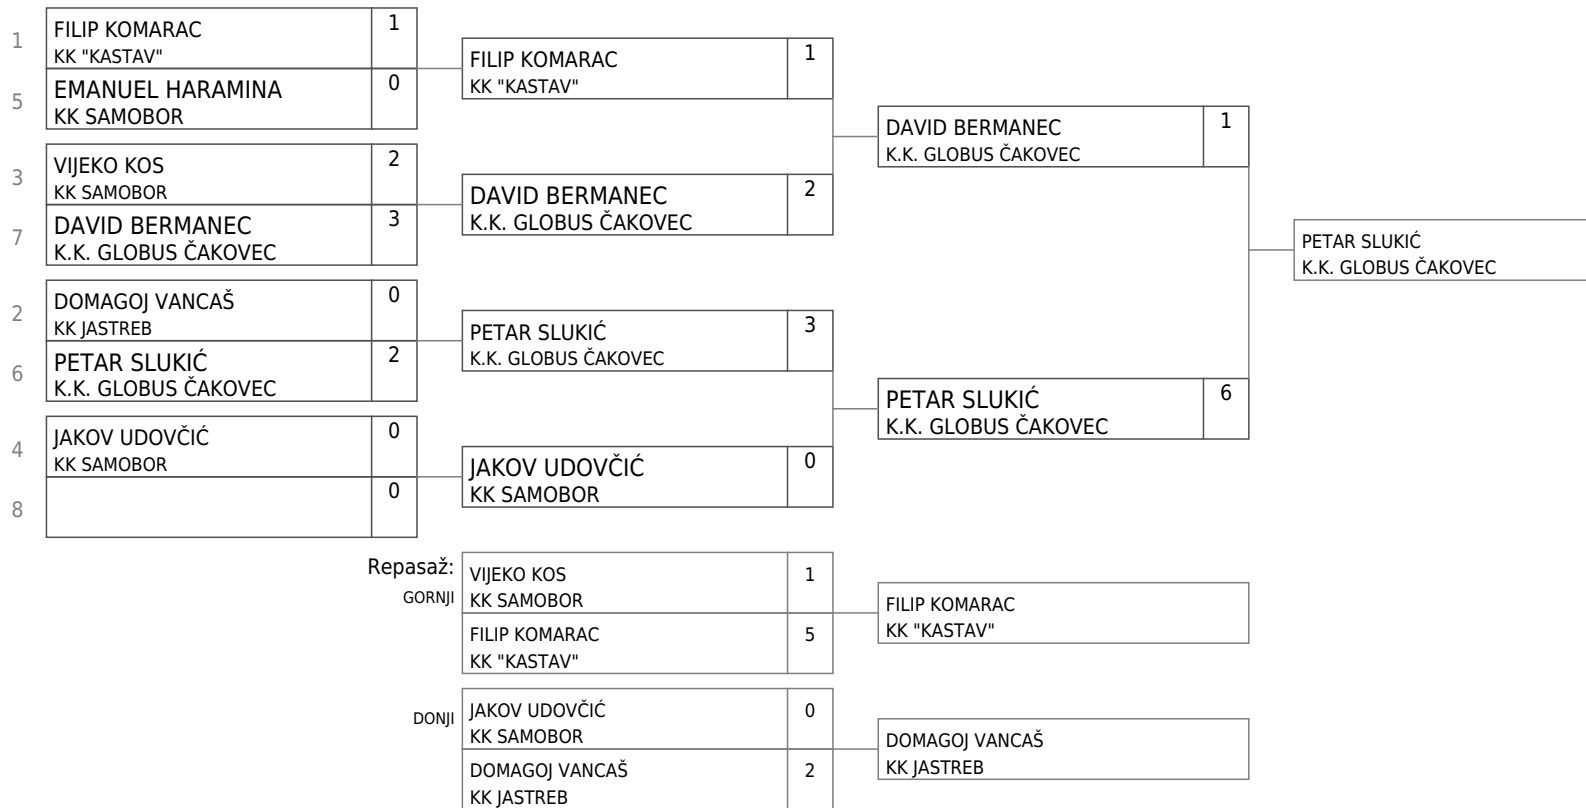 1
FILIP KOMARAC
KK "KASTAV"
1
5
EMANUEL HARAMINA
KK SAMOBOR
0
3
VIJEKO KOS
KK SAMOBOR
2
7
DAVID BERMANEC
K.K. GLOBUS ČAKOVEC
3
2
DOMAGOJ VANCAŠ
KK JASTREB
0
6
PETAR SLUKIĆ
K.K. GLOBUS ČAKOVEC
2
4
JAKOV UDOVČIĆ
KK SAMOBOR
0
8
0
FILIP KOMARAC
KK "KASTAV"
1
DAVID BERMANEC
K.K. GLOBUS ČAKOVEC
2
PETAR SLUKIĆ
K.K. GLOBUS ČAKOVEC
3
JAKOV UDOVČIĆ
KK SAMOBOR
0
DAVID BERMANEC
K.K. GLOBUS ČAKOVEC
1
PETAR SLUKIĆ
K.K. GLOBUS ČAKOVEC
6
PETAR SLUKIĆ
K.K. GLOBUS ČAKOVEC
Repasaž:
GORNJI
VIJEKO KOS
KK SAMOBOR
1
FILIP KOMARAC
KK "KASTAV"
5
FILIP KOMARAC
KK "KASTAV"
DONJI
JAKOV UDOVČIĆ
KK SAMOBOR
0
DOMAGOJ VANCAŠ
KK JASTREB
2
DOMAGOJ VANCAŠ
KK JASTREB